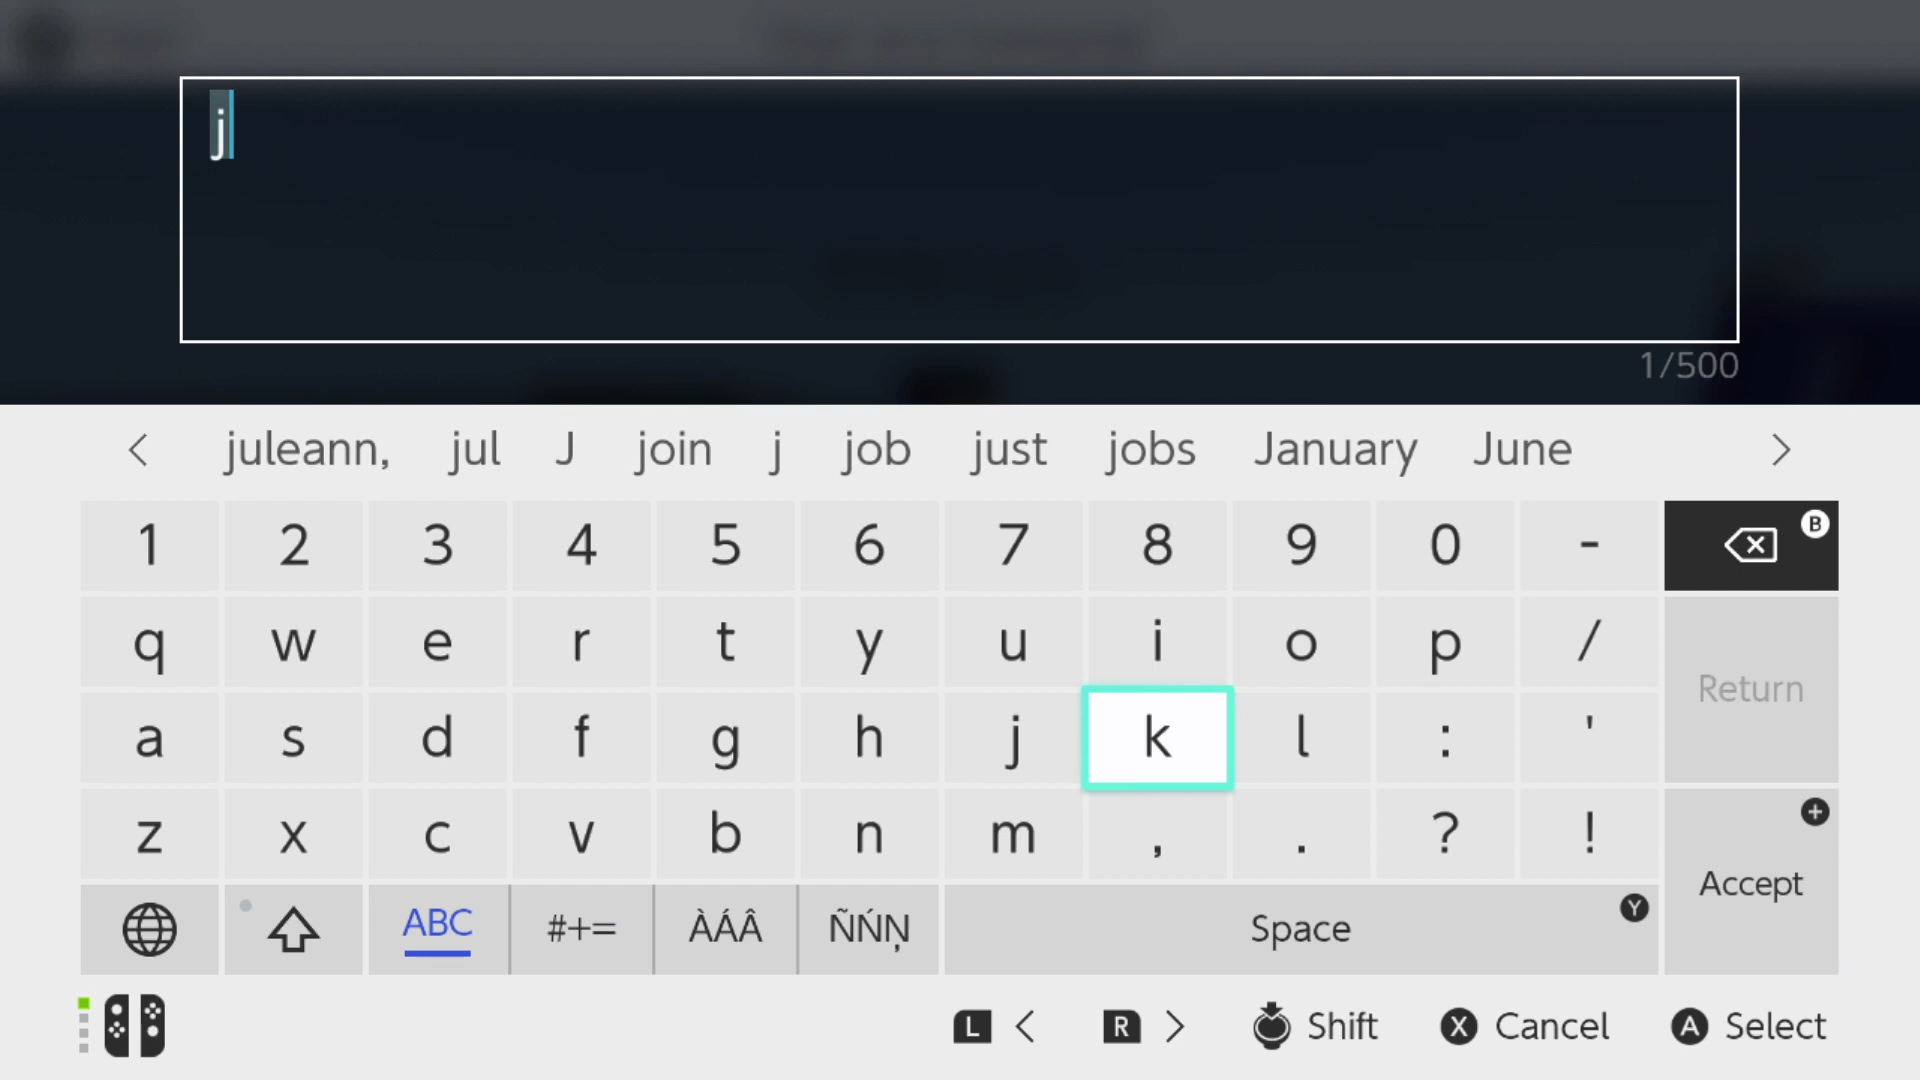 j
1/500
< juleann, jul J join j job just jobs January June >
1 2 3 4 5 6 7 8 9 0 - B
q w e r t y u i o p / Return
a s d f g h j k l : '
z x c v b n m , . ? ! + Accept
ABC #+= ÀÁÂ ÑŃŅ Space Y
L < R > Shift X Cancel A Select